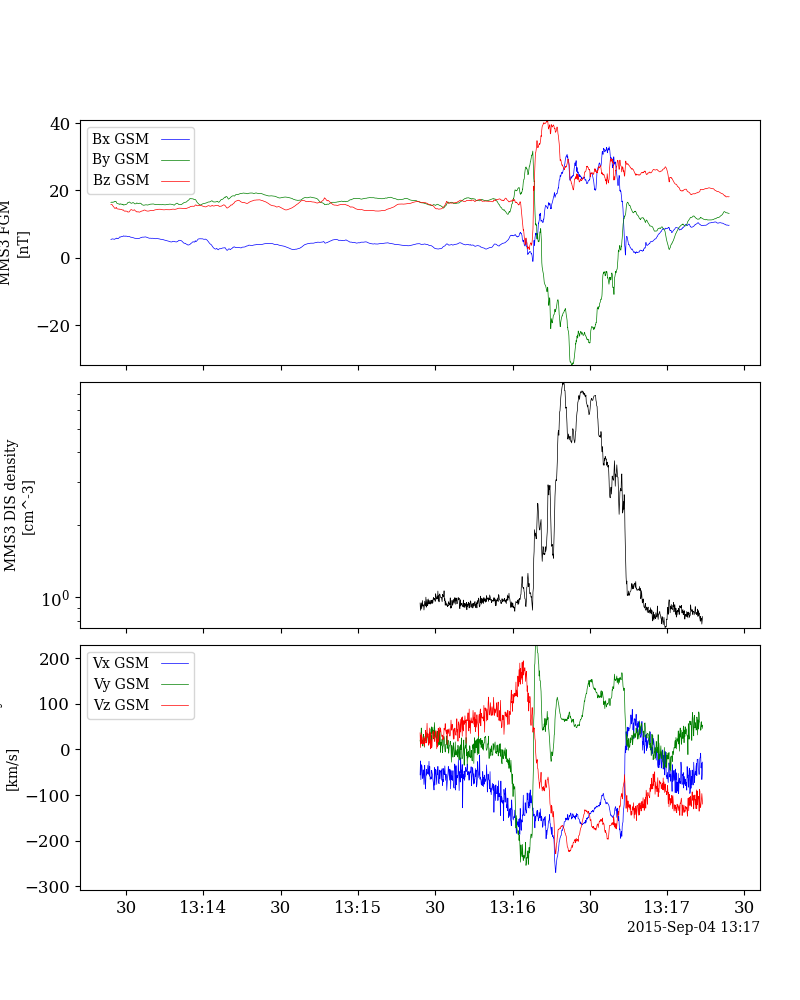 40
20
0
−20
MMS3 FGM
[nT]
Bx GSM
By GSM
Bz GSM
10^0
MMS3 DIS density
[cm^-3]
200
100
0
−100
−200
−300
[km/s]
Vx GSM
Vy GSM
Vz GSM
30 13:14 30 13:15 30 13:16 30 13:17 30
2015-Sep-04 13:17